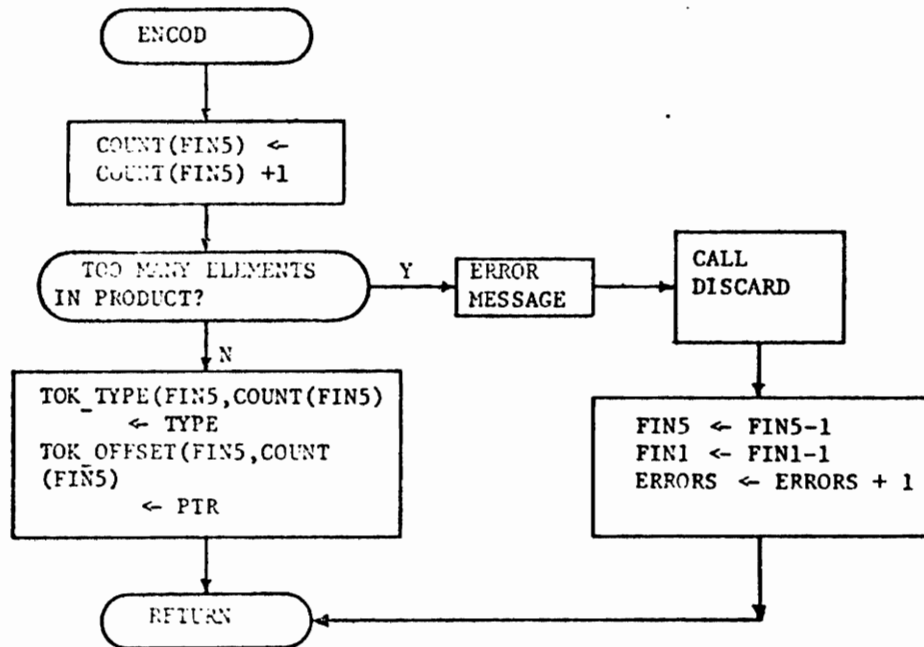 ENCOD
COUNT(FIN5) ←
COUNT(FIN5) +1
TOO MANY ELEMENTS
IN PRODUCT?
Y
ERROR
MESSAGE
CALL
DISCARD
N
TOK_TYPE(FIN5,COUNT(FIN5)
← TYPE
TOK_OFFSET(FIN5,COUNT
(FIN5)
← PTR
FIN5 ← FIN5-1
FIN1 ← FIN1-1
ERRORS ← ERRORS + 1
RETURN